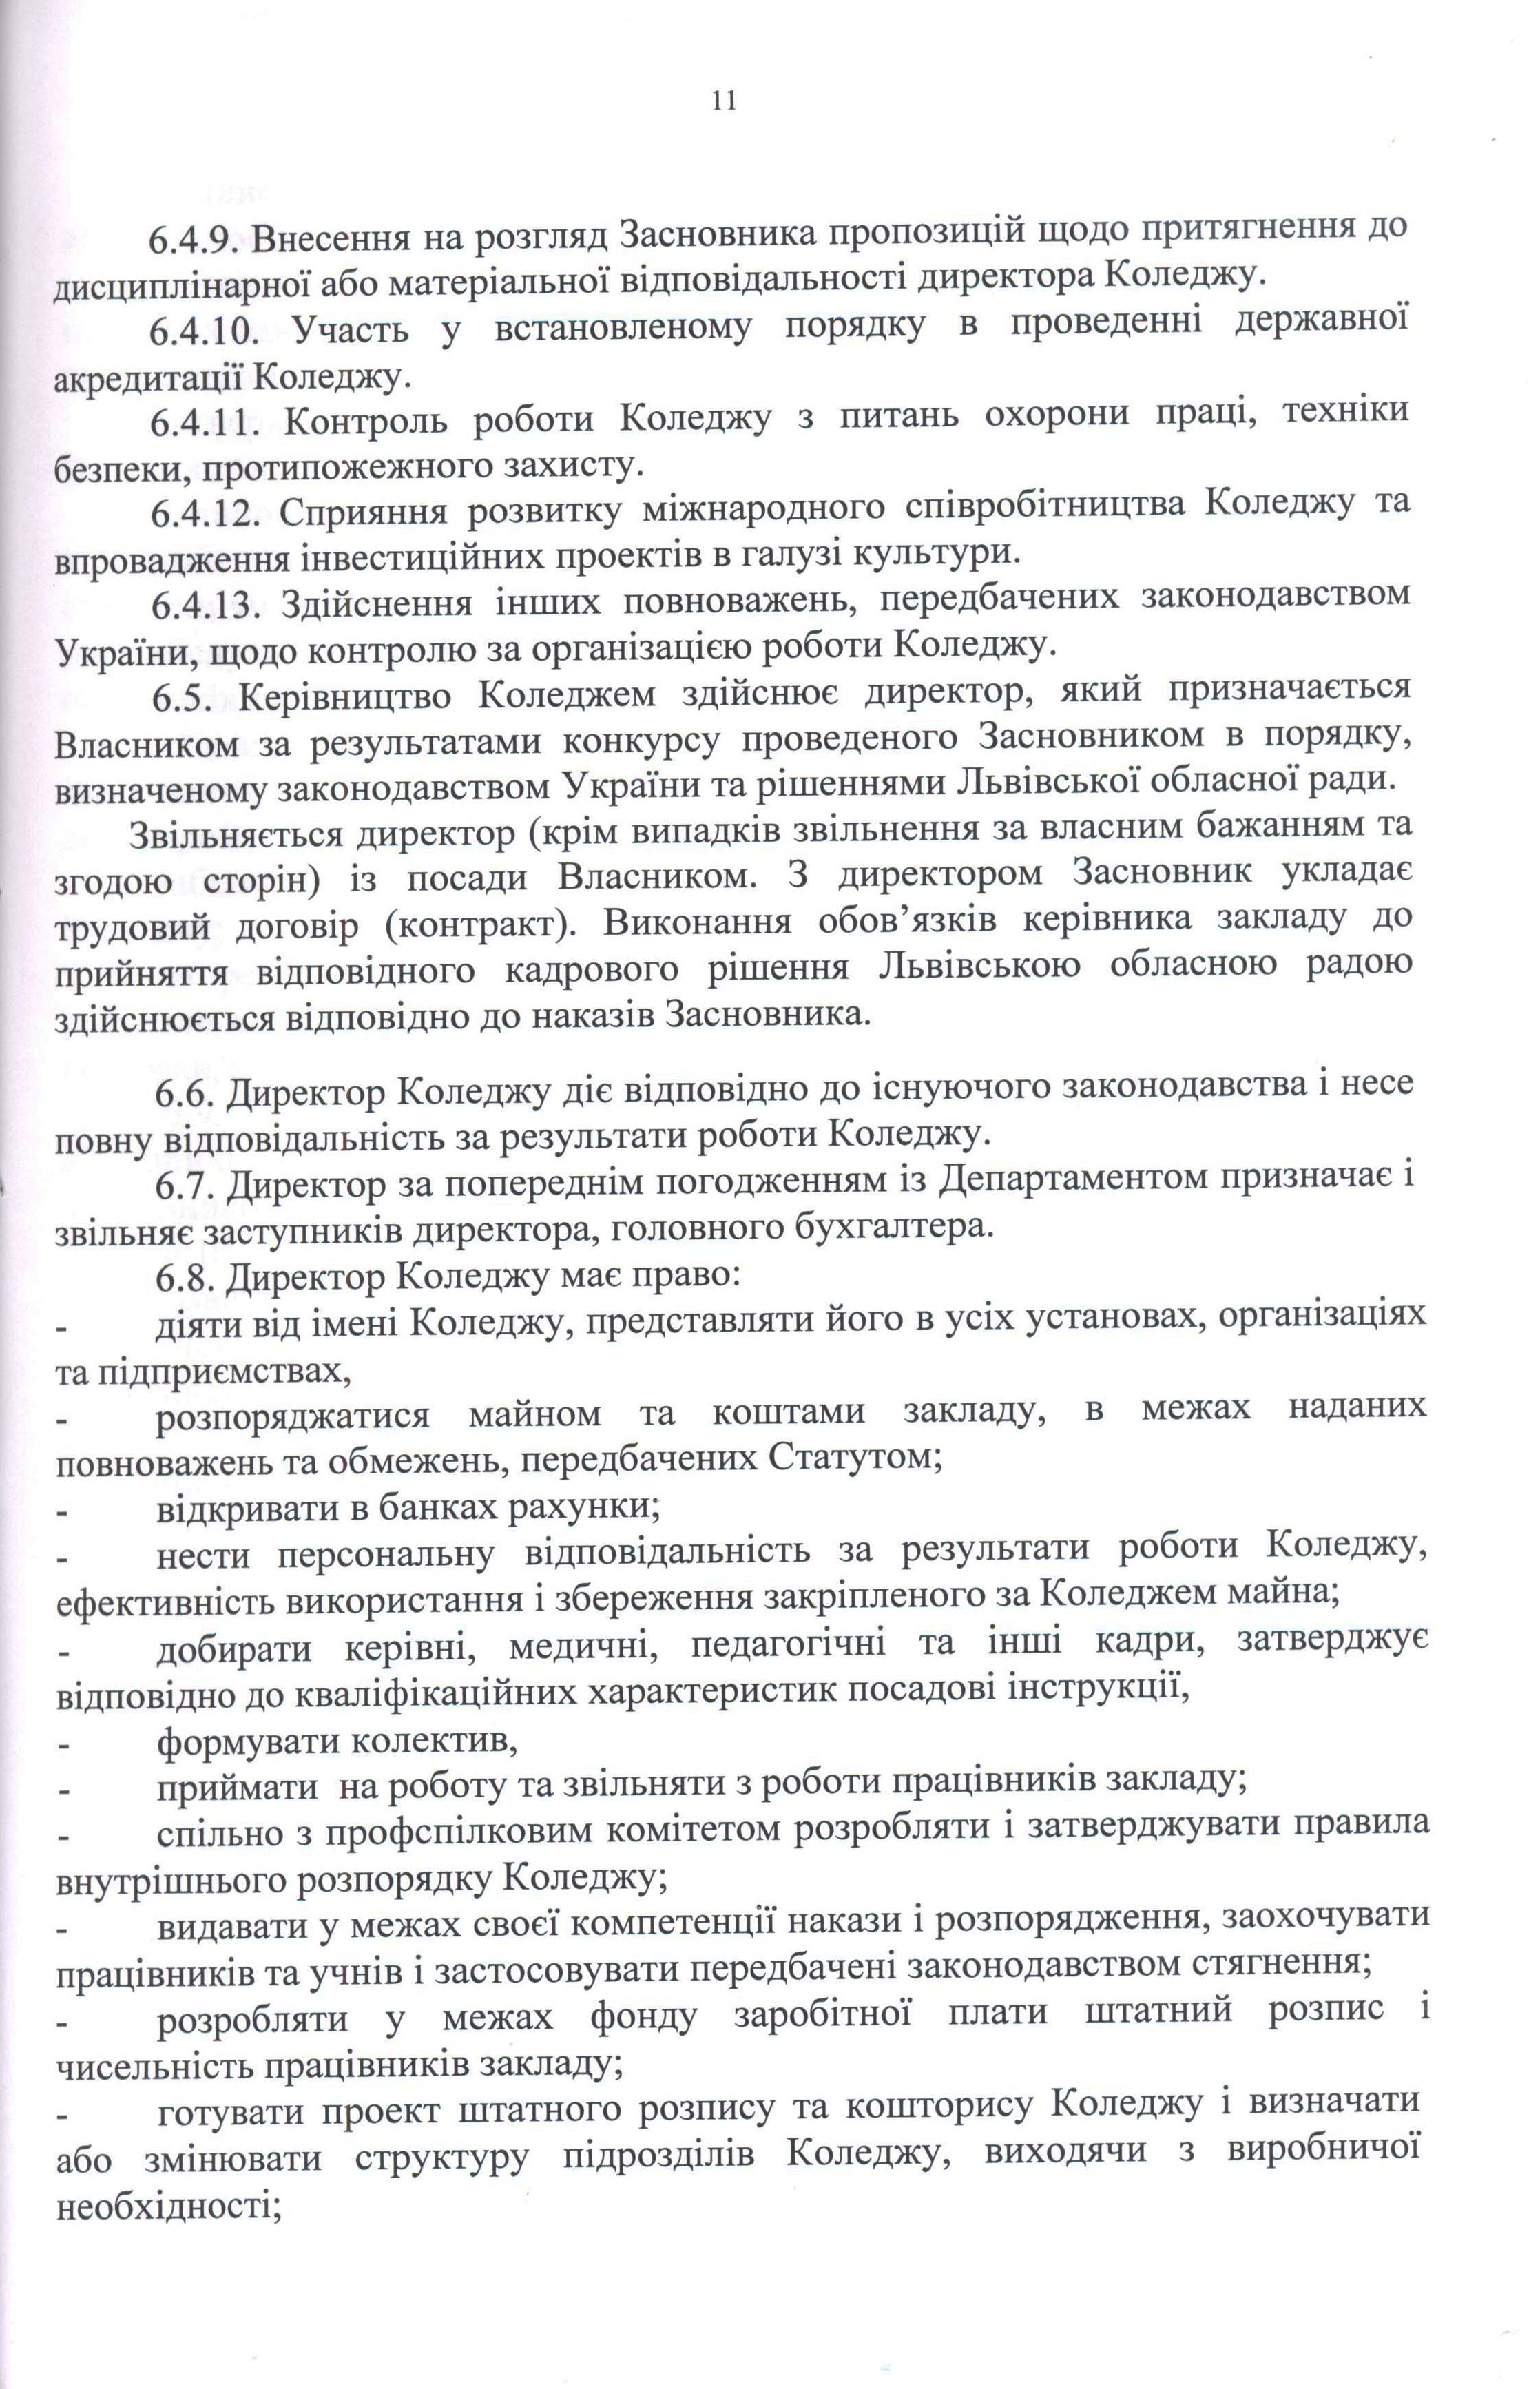 11
6.4.9. Внесення на розгляд Засновника пропозицій щодо притягнення до
дисциплінарної або матеріальної відповідальності директора Коледжу.
6.4.10. Участь у встановленому порядку в проведенні державної
акредитації Коледжу.
6.4.11. Контроль роботи Коледжу з питань охорони праці, техніки
безпеки, протипожежного захисту.
6.4.12. Сприяння розвитку міжнародного співробітництва Коледжу та
впровадження інвестиційних проектів в галузі культури.
6.4.13. Здійснення інших повноважень, передбачених законодавством
України, щодо контролю за організацією роботи Коледжу.
6.5. Керівництво Коледжем здійснює директор, який призначається
Власником за результатами конкурсу проведеного Засновником в порядку,
визначеному законодавством України та рішеннями Львівської обласної ради.
Звільняється директор (крім випадків звільнення за власним бажанням та
згодою сторін) із посади Власником. З директором Засновник укладає
трудовий договір (контракт). Виконання обов’язків керівника закладу до
прийняття відповідного кадрового рішення Львівською обласною радою
здійснюється відповідно до наказів Засновника.
6.6. Директор Коледжу діє відповідно до існуючого законодавства і несе
повну відповідальність за результати роботи Коледжу.
6.7. Директор за попереднім погодженням із Департаментом призначає і
звільняє заступників директора, головного бухгалтера.
6.8. Директор Коледжу має право:
- діяти від імені Коледжу, представляти його в усіх установах, організаціях
та підприємствах,
- розпоряджатися майном та коштами закладу, в межах наданих
повноважень та обмежень, передбачених Статутом;
- відкривати в банках рахунки;
- нести персональну відповідальність за результати роботи Коледжу,
ефективність використання і збереження закріпленого за Коледжем майна;
- добирати керівні, медичні, педагогічні та інші кадри, затверджує
відповідно до кваліфікаційних характеристик посадові інструкції,
- формувати колектив,
- приймати на роботу та звільняти з роботи працівників закладу;
- спільно з профспілковим комітетом розробляти і затверджувати правила
внутрішнього розпорядку Коледжу;
- видавати у межах своєї компетенції накази і розпорядження, заохочувати
працівників та учнів і застосовувати передбачені законодавством стягнення;
- розробляти у межах фонду заробітної плати штатний розпис і
чисельність працівників закладу;
- готувати проект штатного розпису та кошторису Коледжу і визначати
або змінювати структуру підрозділів Коледжу, виходячи з виробничої
необхідності;